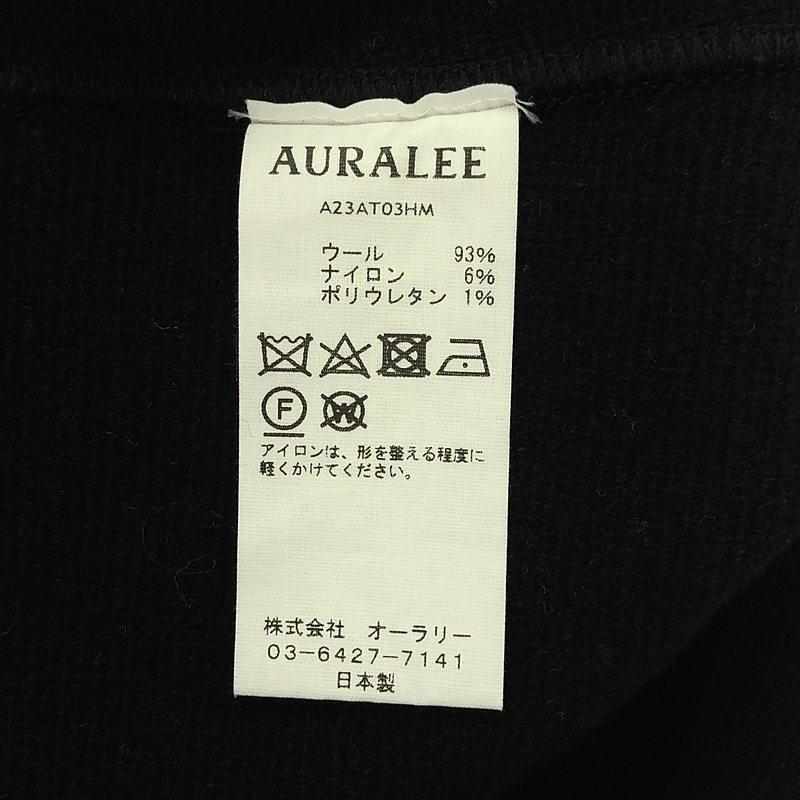 AURALEE
A23AT03HM
ウール 93%
ナイロン 6%
ポリウレタン 1%
F
W
アイロンは、形を整える程度に
軽くかけてください。
株式会社 オーラリー
03-6427-7141
日本製